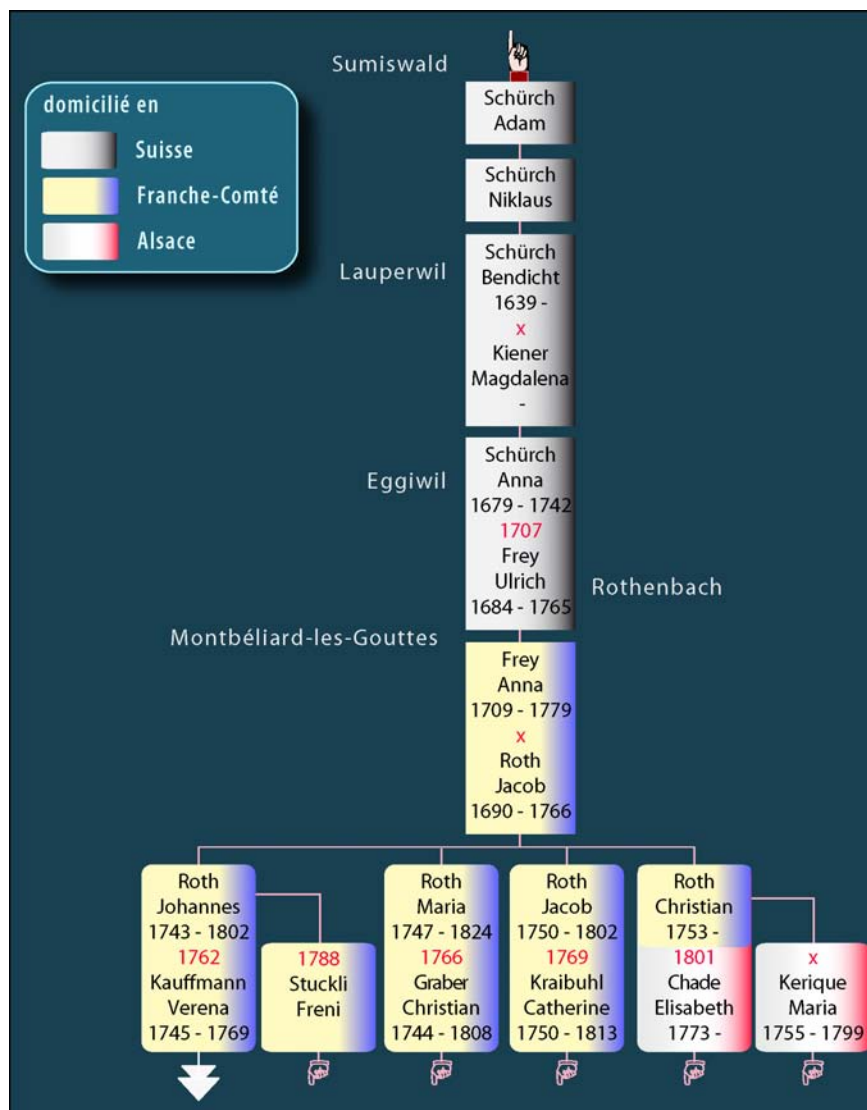 Sumiswald
domicilié en
Suisse
Franche-Comté
Alsace
Schürch
Adam
Schürch
Niklaus
Lauperwil
Schürch
Bendicht
1639 -
x
Kiener
Magdalena
-
Eggiwil
Schürch
Anna
1679 - 1742
1707
Frey
Ulrich
1684 - 1765
Rothenbach
Montbéliard-les-Gouttes
Frey
Anna
1709 - 1779
x
Roth
Jacob
1690 - 1766
Roth
Johannes
1743 - 1802
1762
Kauffmann
Verena
1745 - 1769
1788
Stuckli
Freni
Roth
Maria
1747 - 1824
1766
Graber
Christian
1744 - 1808
Roth
Jacob
1750 - 1802
1769
Kraibuhl
Catherine
1750 - 1813
Roth
Christian
1753 -
1801
Chade
Elisabeth
1773 -
x
Kerique
Maria
1755 - 1799